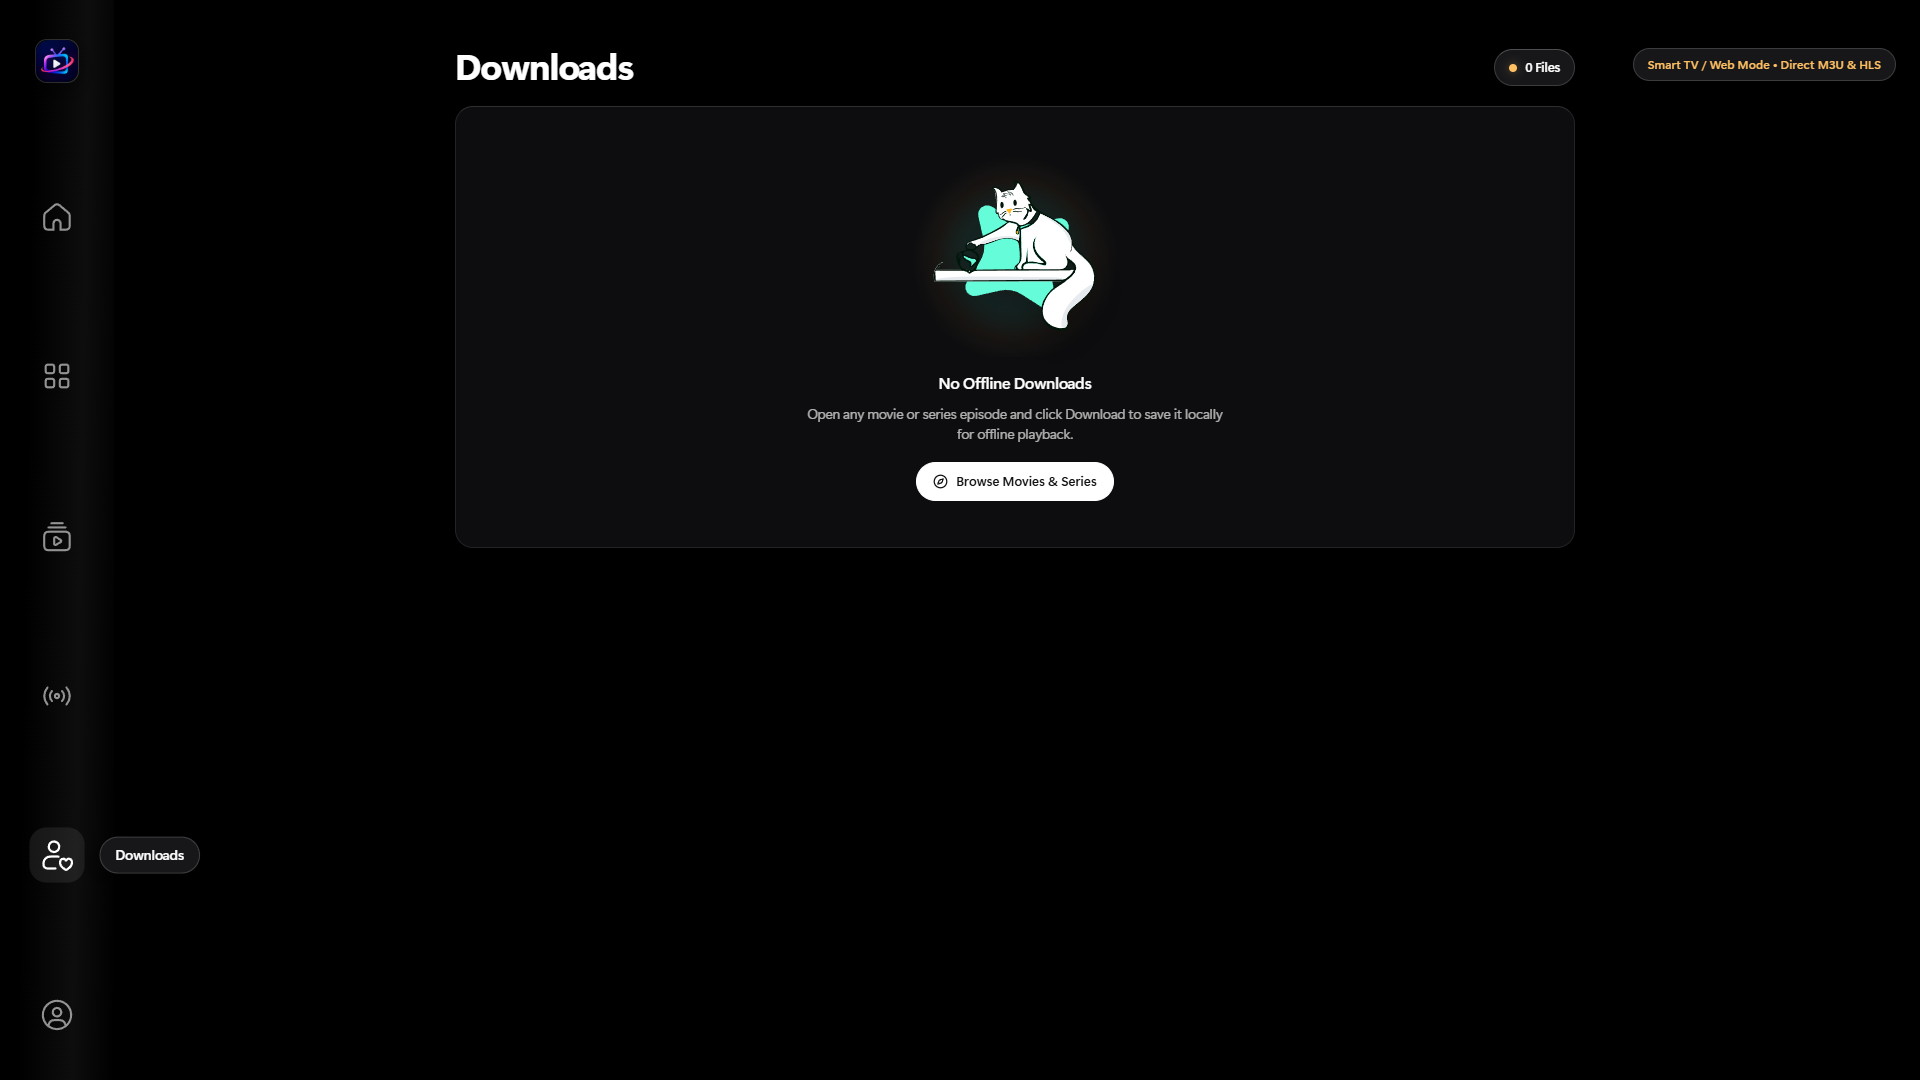 Downloads
0 Files
Smart TV / Web Mode • Direct M3U & HLS
No Offline Downloads
Open any movie or series episode and click Download to save it locally
for offline playback.
Browse Movies & Series
Downloads